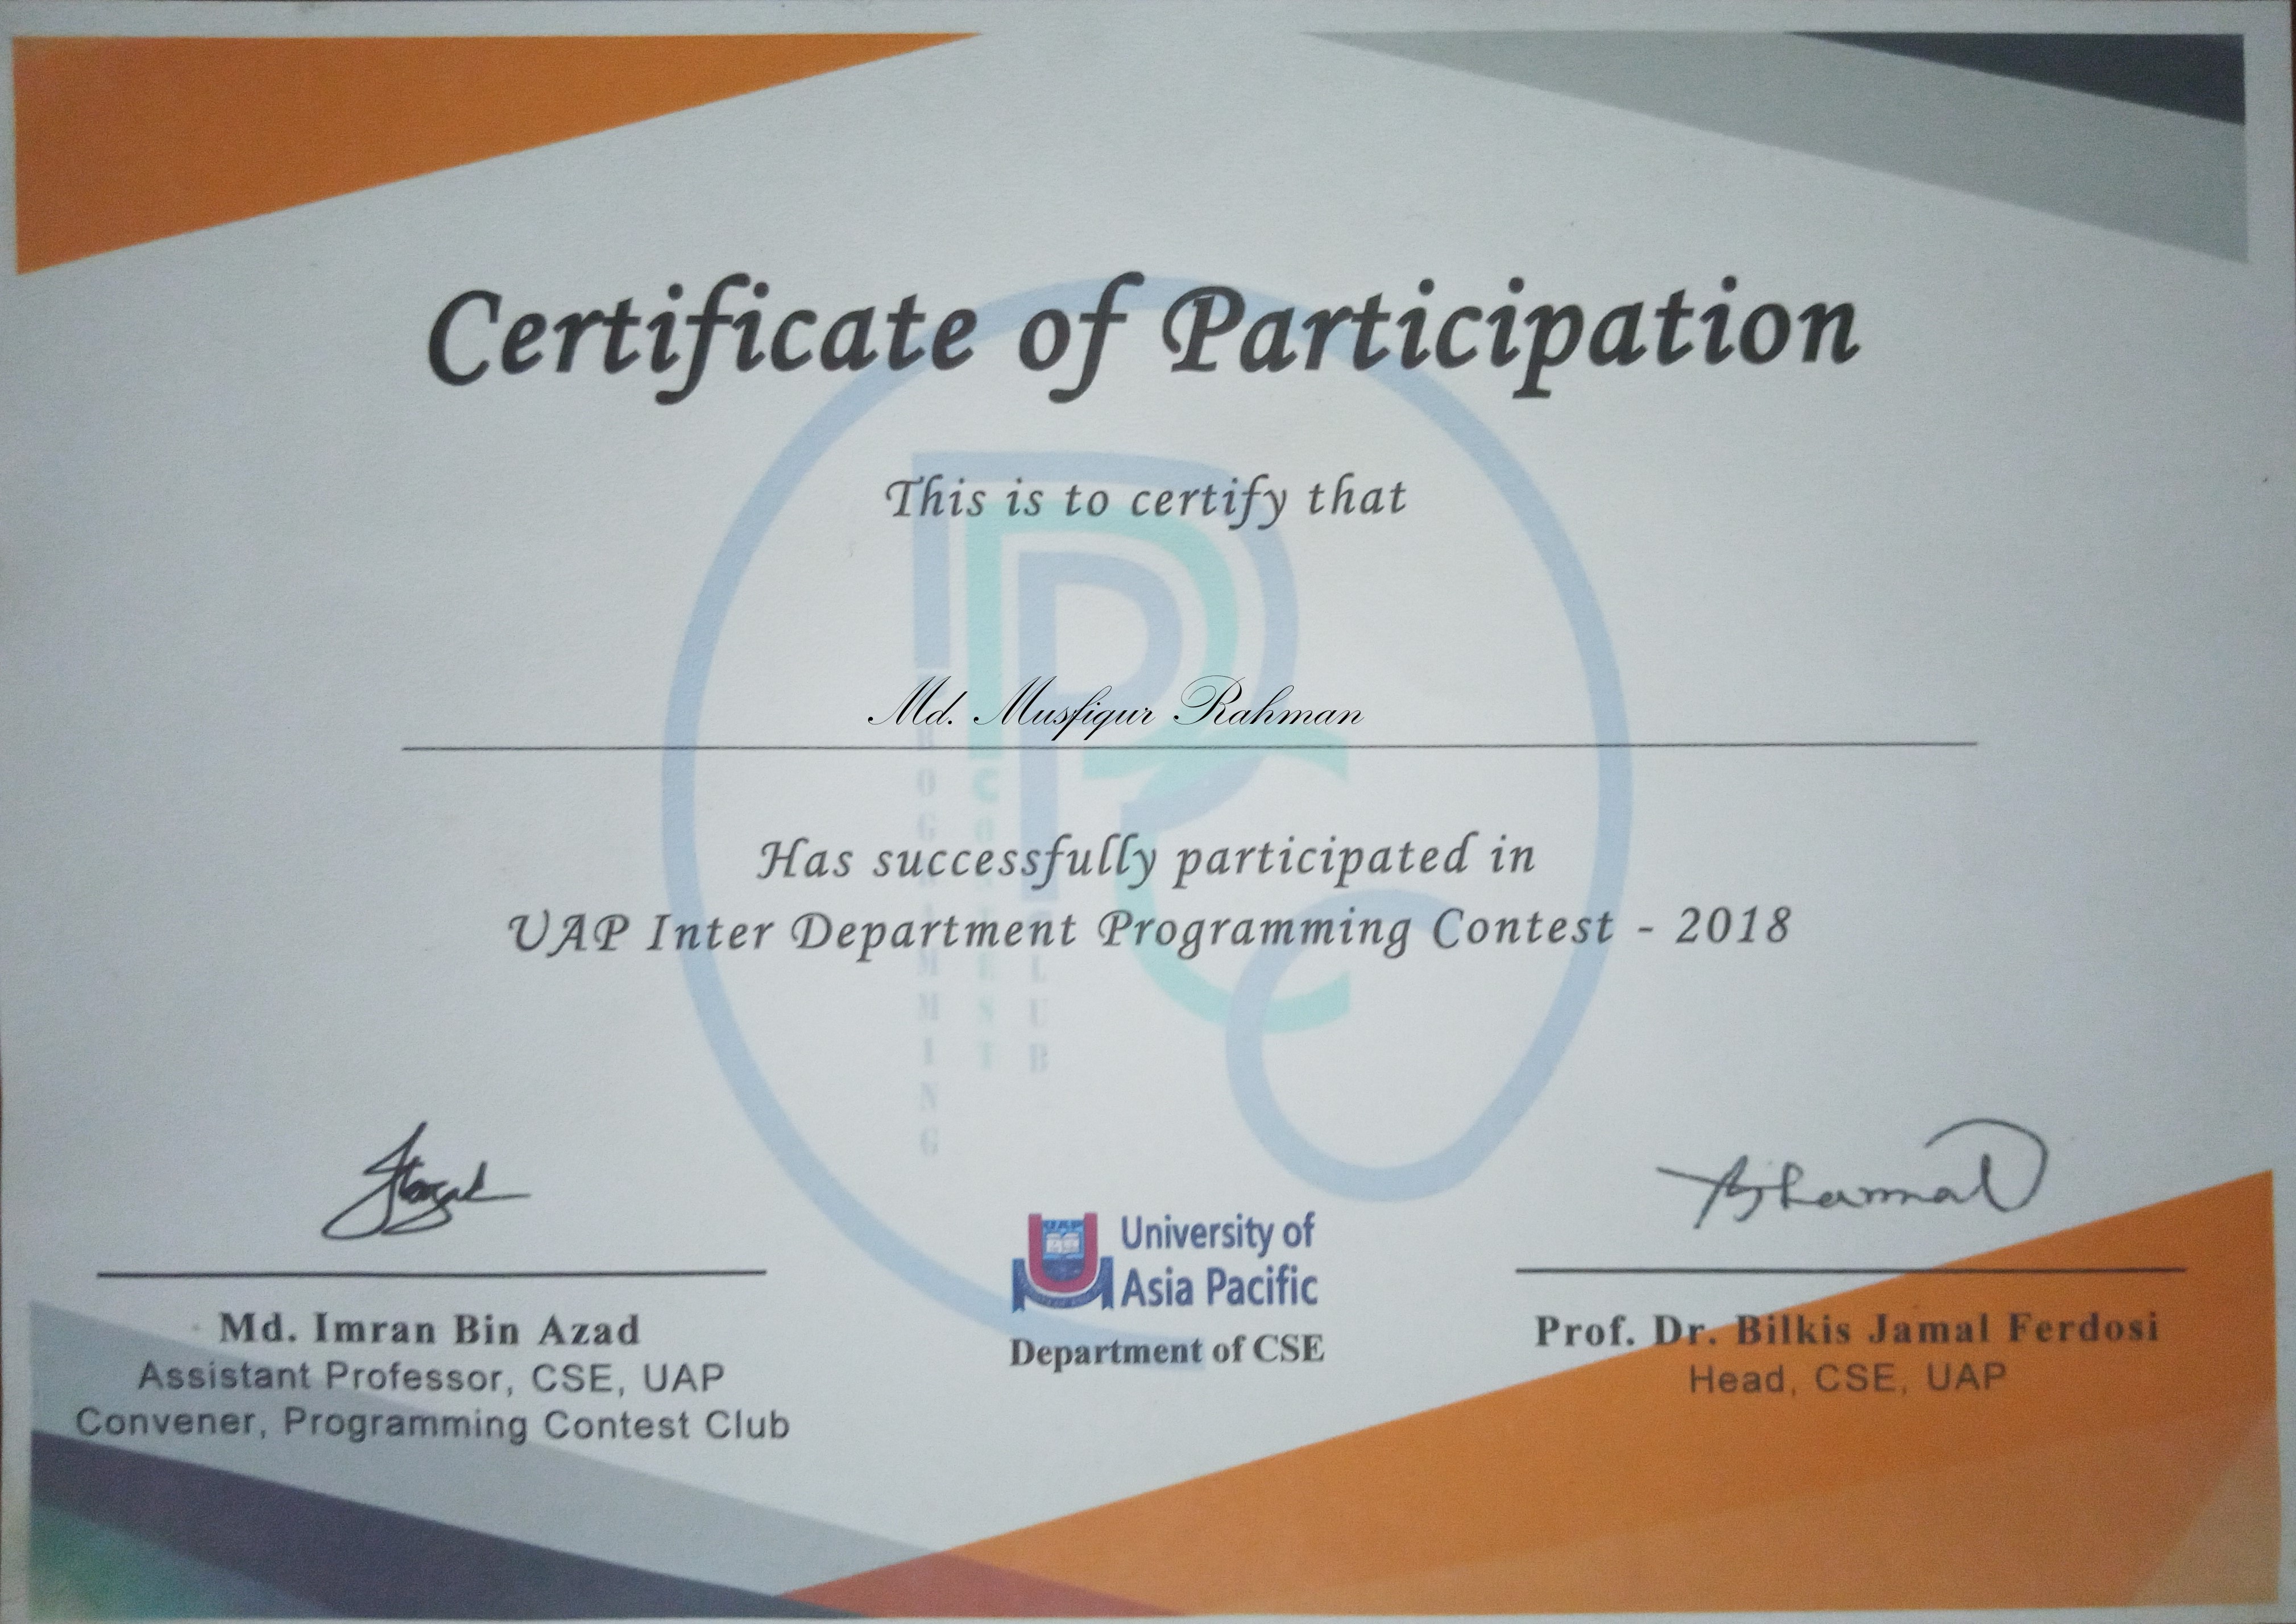 Certificate of Participation
This is to certify that
Md. Musfiqur Rahman
Has successfully participated in
UAP Inter Department Programming Contest - 2018
UAP
University of
Asia Pacific
Department of CSE
Md. Imran Bin Azad
Assistant Professor, CSE, UAP
Convener, Programming Contest Club
Prof. Dr. Bilkis Jamal Ferdosi
Head, CSE, UAP